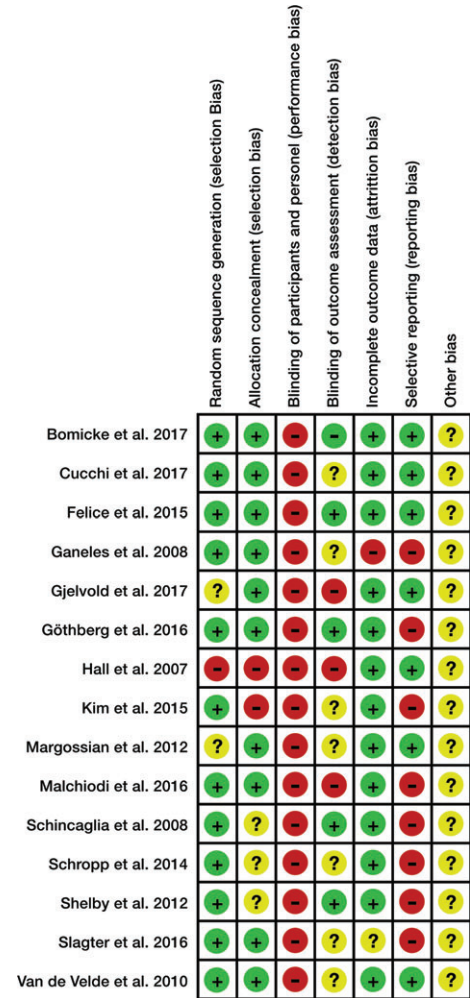 Random sequence generation (selection Bias)
Allocation concealment (selection bias)
Blinding of participants and personel (performance bias)
Blinding of outcome assessment (detection bias)
Incomplete outcome data (attrittion bias)
Selective reporting (reporting bias)
Other bias
Bomicke et al. 2017 + + - - + + ?
Cucchi et al. 2017 + + - ? + + ?
Felice et al. 2015 + + - + + + ?
Ganeles et al. 2008 + + - ? - - ?
Gjelvold et al. 2017 ? + - - + + ?
Göthberg et al. 2016 + + - + + - ?
Hall et al. 2007 - - - - + + ?
Kim et al. 2015 + - - ? + - ?
Margossian et al. 2012 ? + - ? + + ?
Malchiodi et al. 2016 + + - - + - ?
Schincaglia et al. 2008 + ? - + + - ?
Schropp et al. 2014 + ? - ? + - ?
Shelby et al. 2012 + ? - + + - ?
Slagter et al. 2016 + + - ? ? - ?
Van de Velde et al. 2010 + + - ? + + ?